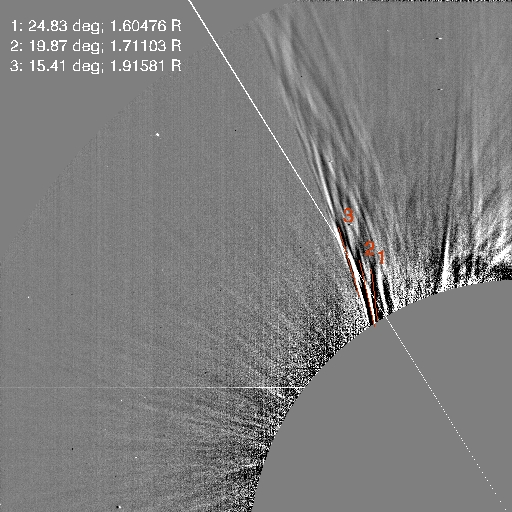 1: 24.83 deg; 1.60476 R
2: 19.87 deg; 1.71103 R
3: 15.41 deg; 1.91581 R
3
2
1